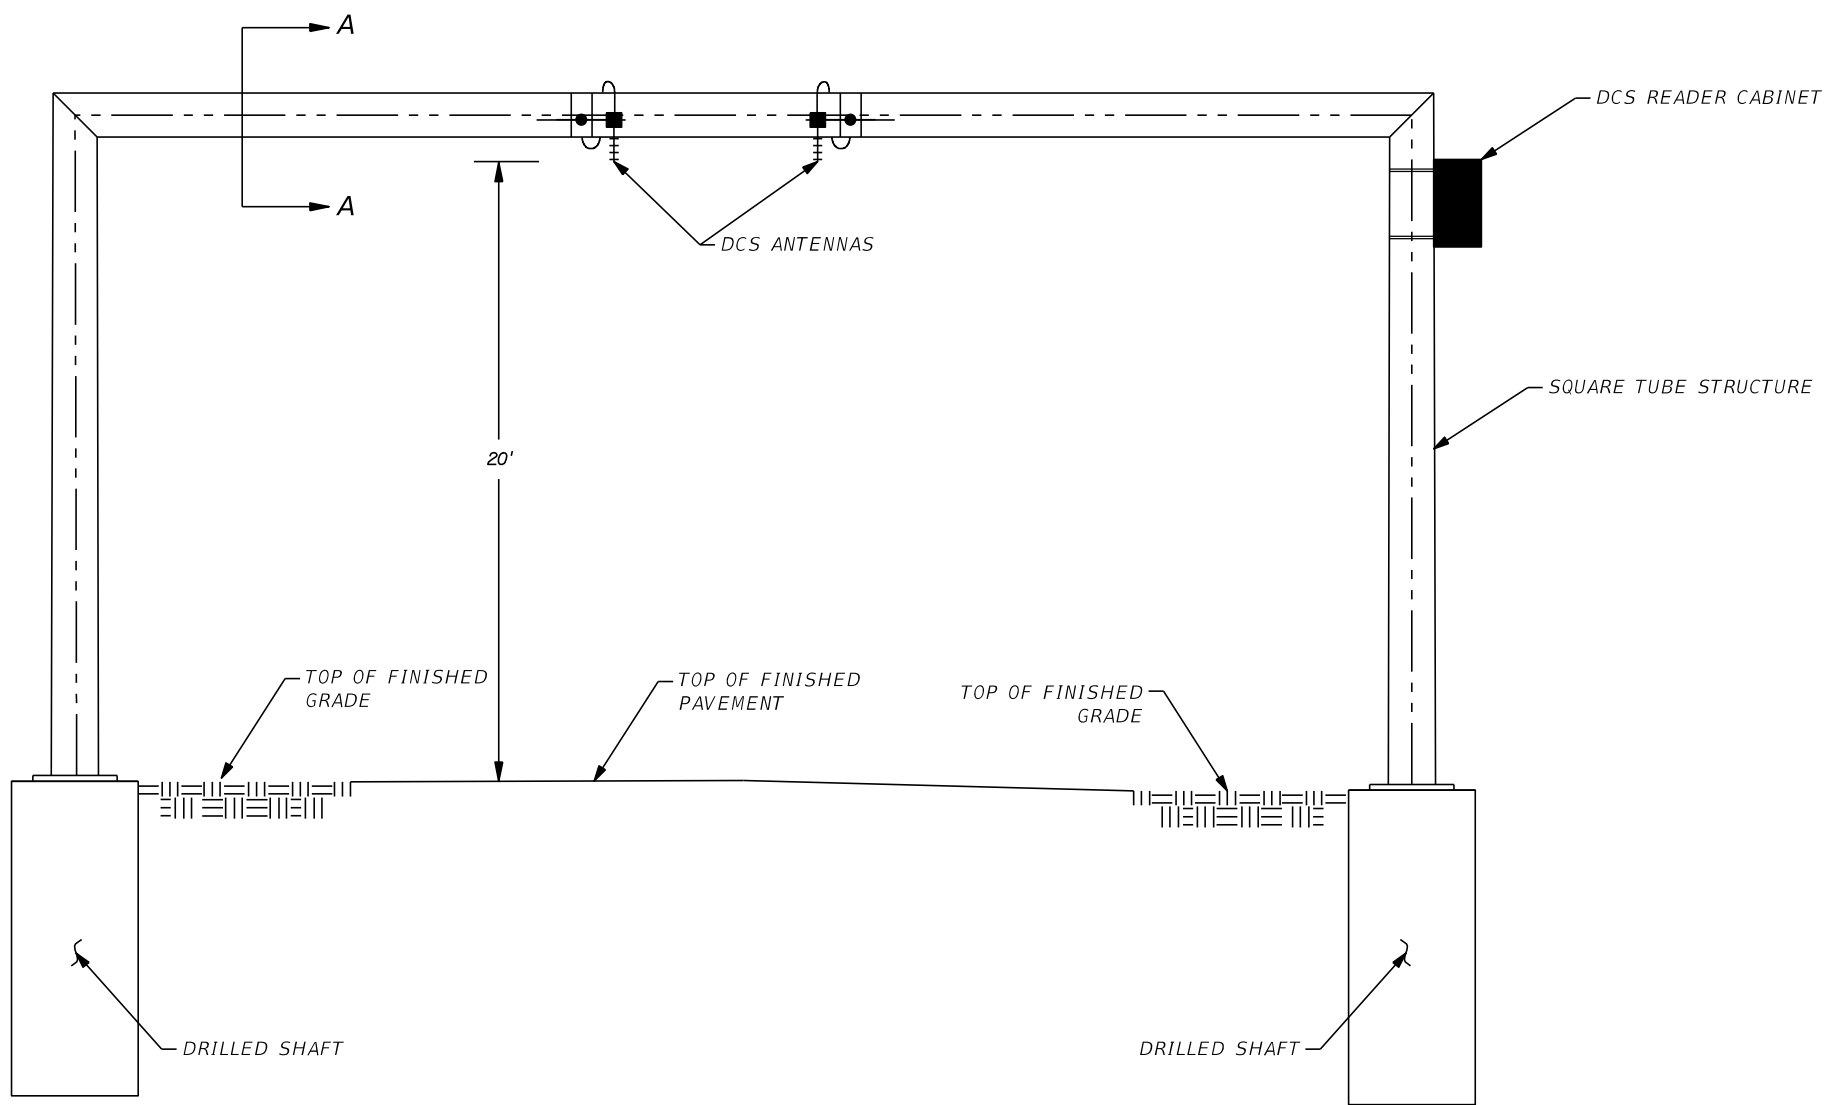 A
DCS READER CABINET
A
DCS ANTENNAS
SQUARE TUBE STRUCTURE
20'
TOP OF FINISHED
GRADE
TOP OF FINISHED
PAVEMENT
TOP OF FINISHED
GRADE
DRILLED SHAFT
DRILLED SHAFT